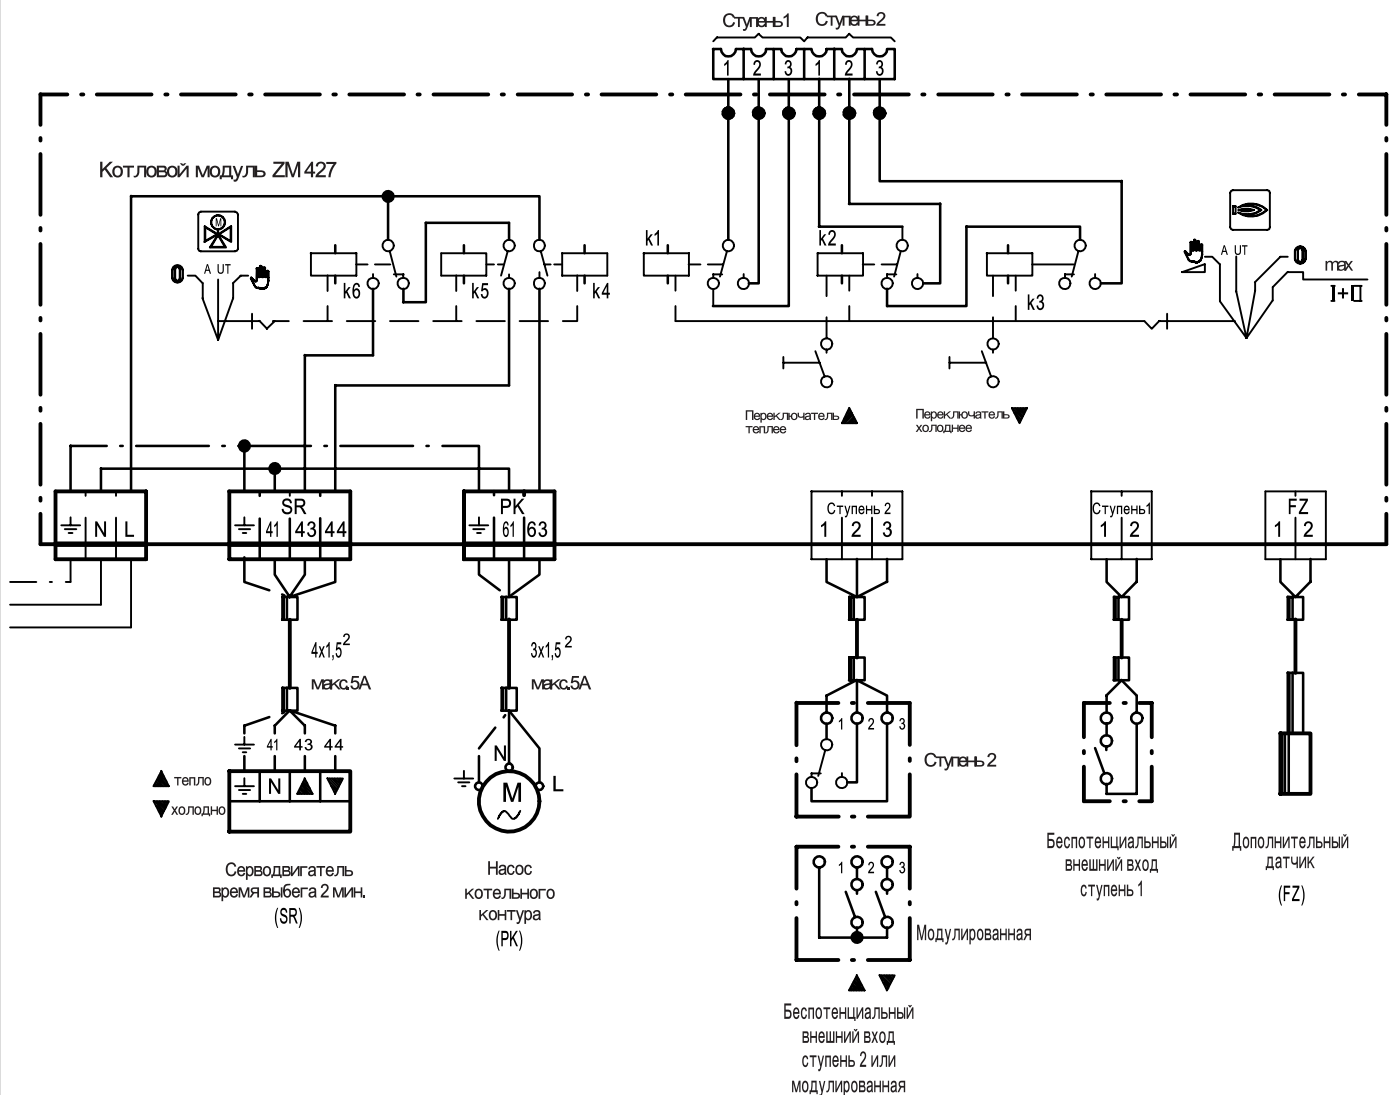 Ступень1 Ступень2
1 2 3 1 2 3
Котловой модуль ZM 427
M
0 A UT
k6 k5 k4
k1 k2 k3
A UT 0
max
I+II
Переключатель ▲
теплее
Переключатель ▼
холоднее
N L
SR
41 43 44
PK
61 63
Ступень 2
1 2 3
Ступень1
1 2
FZ
1 2
4x1,5²
макс.5А
3x1,5²
макс.5А
41 43 44
▲ тепло
▼ холодно
N ▲ ▼
N
L
M
~
1 2 3
Ступень 2
1 2 3
Модулированная
▲ ▼
Серводвигатель
время выбега 2 мин.
(SR)
Насос
котельного
контура
(PK)
Беспотенциальный
внешний вход
ступень 2 или
модулированная
Беспотенциальный
внешний вход
ступень 1
Дополнительный
датчик
(FZ)